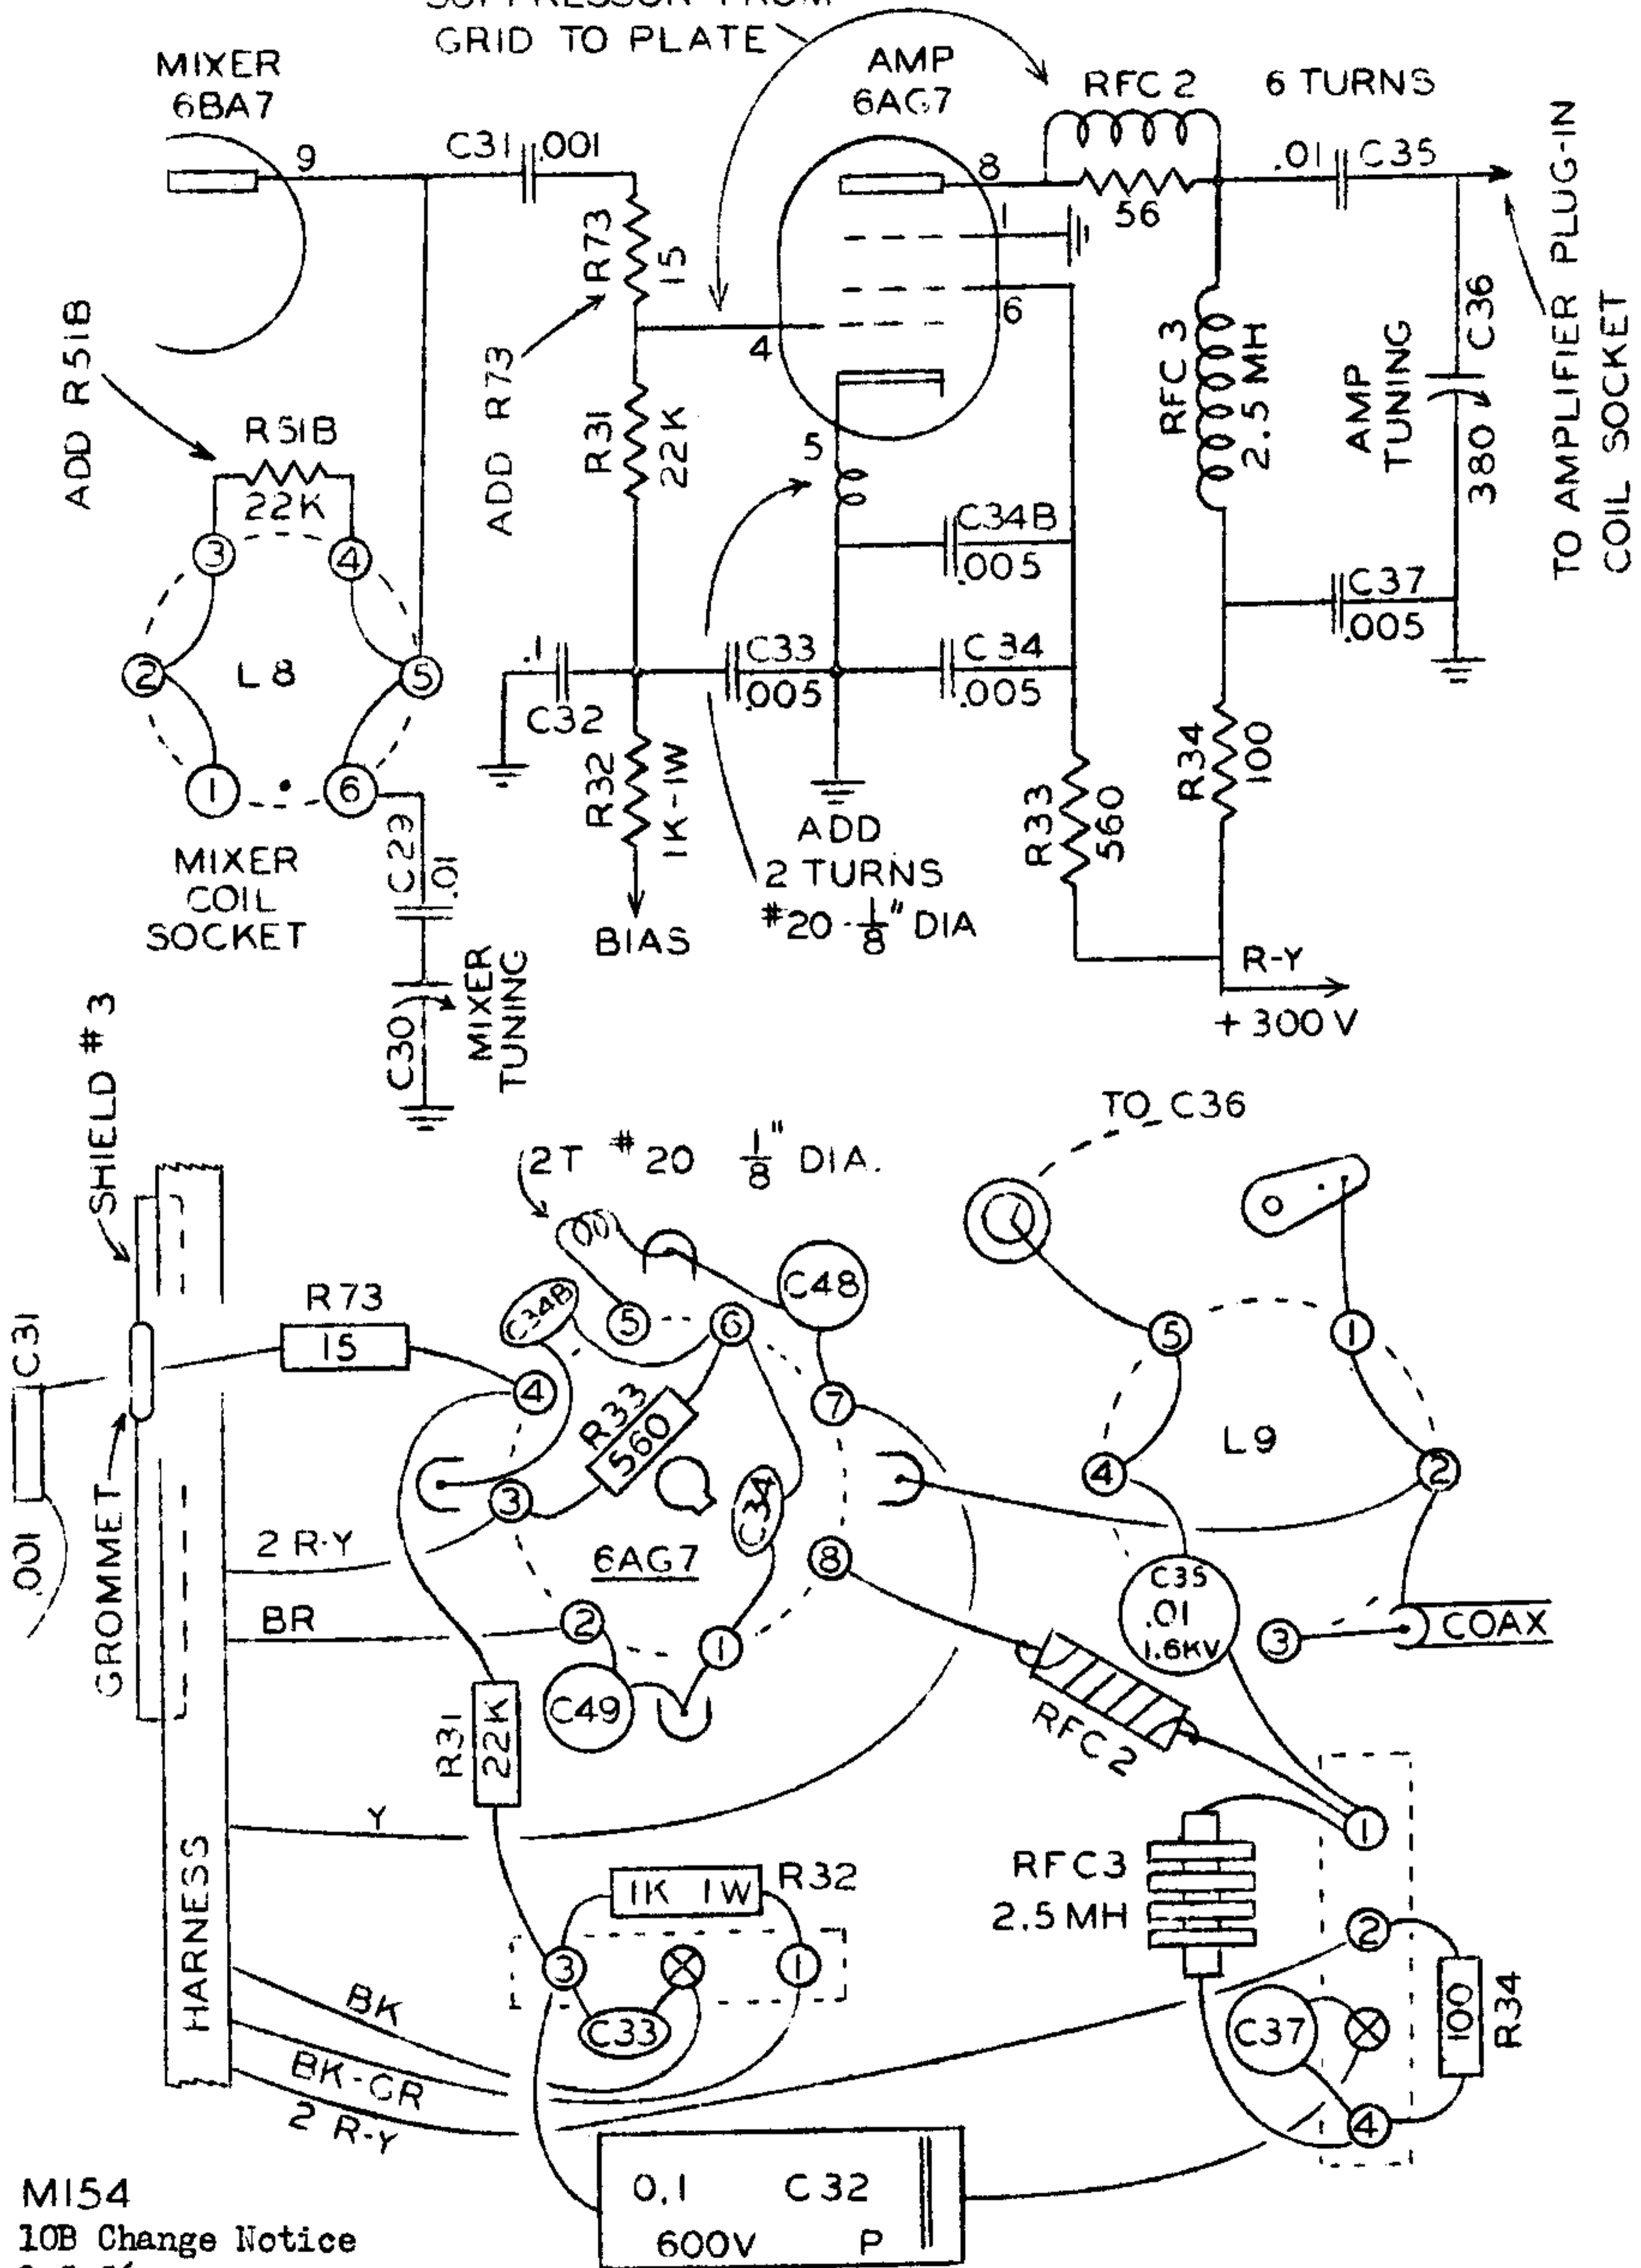 GRID TO PLATE
MIXER
6BA7
AMP
6AG7
RFC 2
6 TURNS
9
C31
.001
8
56
.01
C35
1
6
4
5
R73
15
ADD R73
ADD R51B
R51B
22K
3
4
2
L8
5
1
6
MIXER
COIL
SOCKET
R31
22K
C34B
.005
C33
.005
C34
.005
.1
C32
R32
1K-1W
BIAS
ADD
2 TURNS
#20 - 1/8" DIA
RFC 3
2.5 MH
AMP
TUNING
C36
380
TO AMPLIFIER PLUG-IN
COIL SOCKET
C37
.005
R34
100
R33
560
R-Y
+300V
C29
.01
C30
MIXER
TUNING
SHIELD #3
2T #20 1/8" DIA.
TO C36
C31
.001
GROMMET
R73
15
C34B
5
6
C48
4
R33
560
7
3
C34
2 R-Y
6AG7
8
BR
2
1
C49
R31
22K
Y
HARNESS
5
1
4
L9
2
C35
.01
1.6KV
3
COAX
RFC2
RFC3
2.5MH
1
2
C37
4
100
R34
1K 1W
R32
3
1
C33
BK
BK-GR
2 R-Y
0.1
C32
600V
P
M154
10B Change Notice